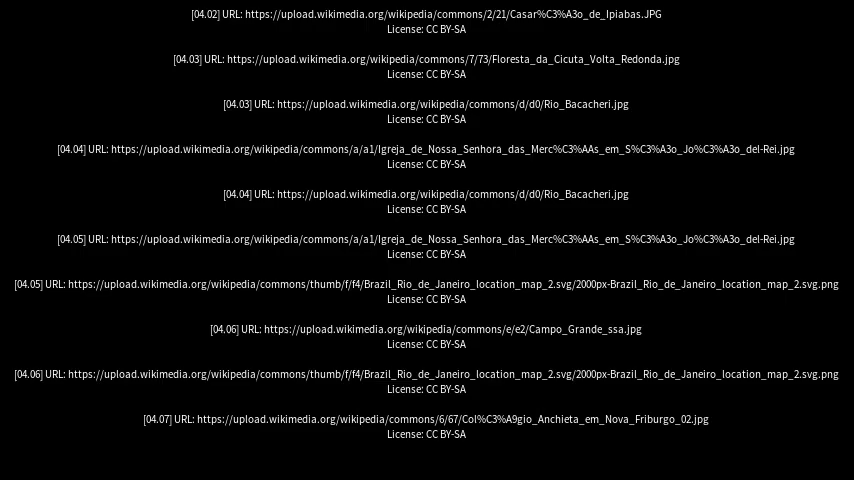 [04.02] URL: https://upload.wikimedia.org/wikipedia/commons/2/21/Casar%C3%A3o_de_Ipiabas.JPG
License: CC BY-SA
[04.03] URL: https://upload.wikimedia.org/wikipedia/commons/7/73/Floresta_da_Cicuta_Volta_Redonda.jpg
License: CC BY-SA
[04.03] URL: https://upload.wikimedia.org/wikipedia/commons/d/d0/Rio_Bacacheri.jpg
License: CC BY-SA
[04.04] URL: https://upload.wikimedia.org/wikipedia/commons/a/a1/Igreja_de_Nossa_Senhora_das_Merc%C3%AAs_em_S%C3%A3o_Jo%C3%A3o_del-Rei.jpg
License: CC BY-SA
[04.04] URL: https://upload.wikimedia.org/wikipedia/commons/d/d0/Rio_Bacacheri.jpg
License: CC BY-SA
[04.05] URL: https://upload.wikimedia.org/wikipedia/commons/a/a1/Igreja_de_Nossa_Senhora_das_Merc%C3%AAs_em_S%C3%A3o_Jo%C3%A3o_del-Rei.jpg
License: CC BY-SA
[04.05] URL: https://upload.wikimedia.org/wikipedia/commons/thumb/f/f4/Brazil_Rio_de_Janeiro_location_map_2.svg/2000px-Brazil_Rio_de_Janeiro_location_map_2.svg.png
License: CC BY-SA
[04.06] URL: https://upload.wikimedia.org/wikipedia/commons/e/e2/Campo_Grande_ssa.jpg
License: CC BY-SA
[04.06] URL: https://upload.wikimedia.org/wikipedia/commons/thumb/f/f4/Brazil_Rio_de_Janeiro_location_map_2.svg/2000px-Brazil_Rio_de_Janeiro_location_map_2.svg.png
License: CC BY-SA
[04.07] URL: https://upload.wikimedia.org/wikipedia/commons/6/67/Col%C3%A9gio_Anchieta_em_Nova_Friburgo_02.jpg
License: CC BY-SA